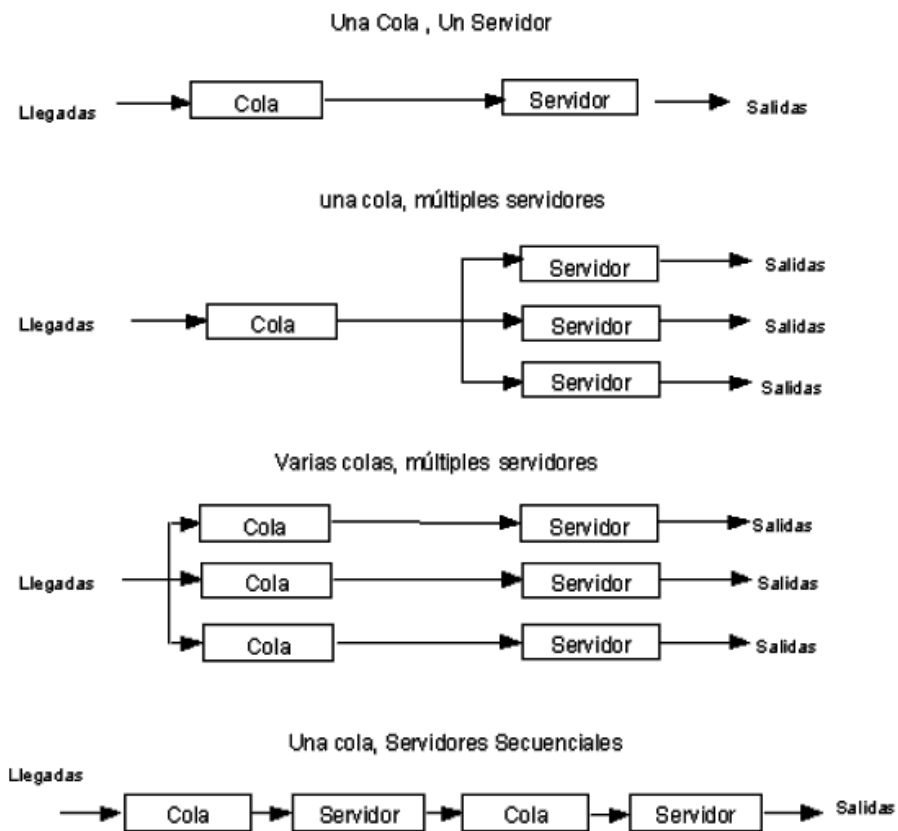 Una Cola , Un Servidor
Llegadas Cola Servidor Salidas
una cola, múltiples servidores
Servidor Salidas
Llegadas Cola Servidor Salidas
Servidor Salidas
Varias colas, múltiples servidores
Cola Servidor Salidas
Llegadas Cola Servidor Salidas
Cola Servidor Salidas
Una cola, Servidores Secuenciales
Llegadas
Cola Servidor Cola Servidor Salidas